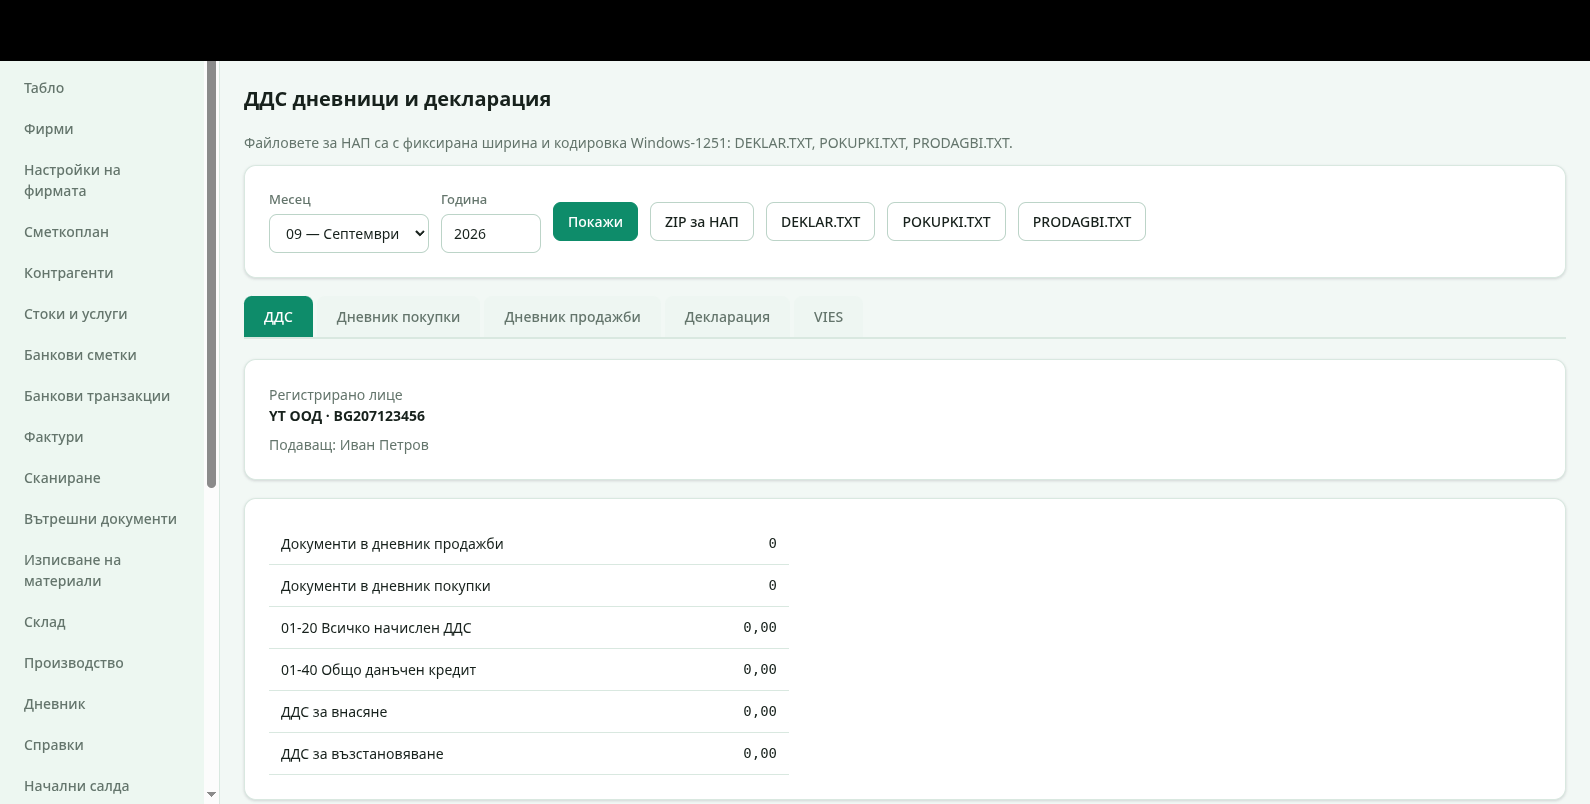 Табло
Фирми
Настройки на
фирмата
Сметкоплан
Контрагенти
Стоки и услуги
Банкови сметки
Банкови транзакции
Фактури
Сканиране
Вътрешни документи
Изписване на
материали
Склад
Производство
Дневник
Справки
Начални салда
ДДС дневници и декларация
Файловете за НАП са с фиксирана ширина и кодировка Windows-1251: DEKLAR.TXT, POKUPKI.TXT, PRODAGBI.TXT.
Месец
Година
09 — Септември
2026
Покажи
ZIP за НАП
DEKLAR.TXT
POKUPKI.TXT
PRODAGBI.TXT
ДДС
Дневник покупки
Дневник продажби
Декларация
VIES
Регистрирано лице
YT ООД · BG207123456
Подаващ: Иван Петров
Документи в дневник продажби 0
Документи в дневник покупки 0
01-20 Всичко начислен ДДС 0,00
01-40 Общо данъчен кредит 0,00
ДДС за внасяне 0,00
ДДС за възстановяване 0,00